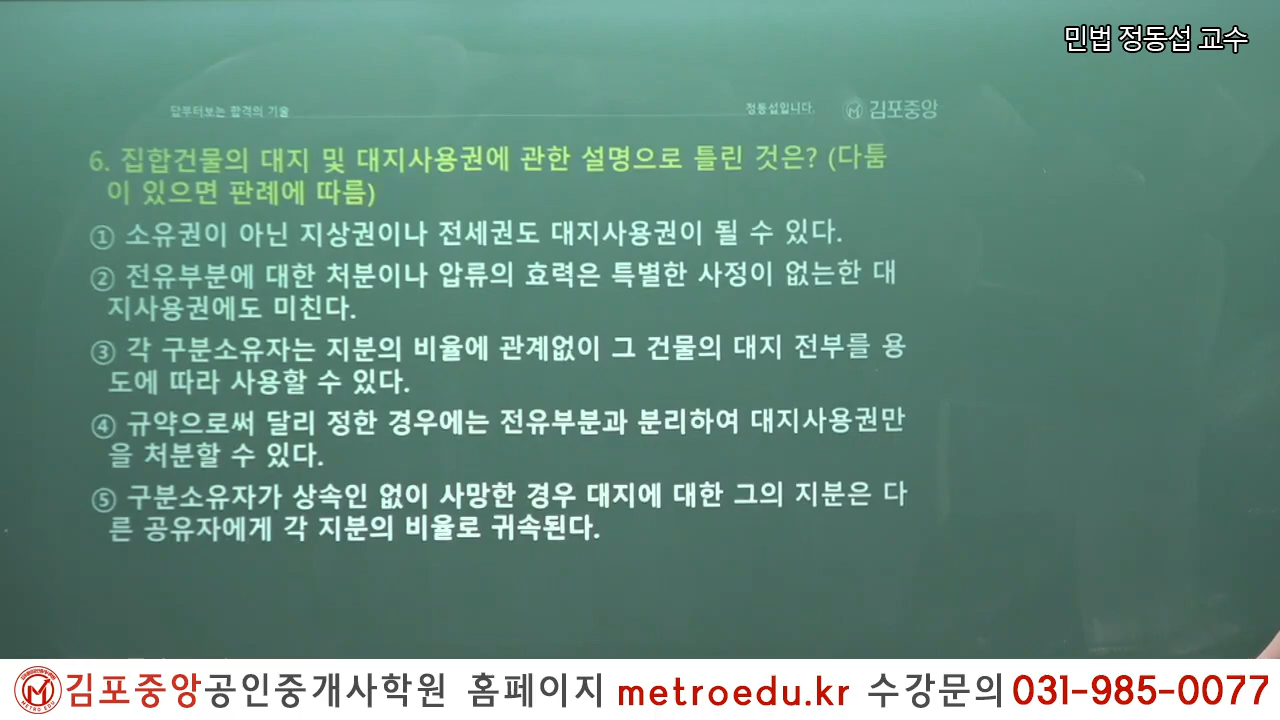 민법 정동섭 교수
답부터보는 합격의 기술
정동섭입니다. 김포중앙
6. 집합건물의 대지 및 대지사용권에 관한 설명으로 틀린 것은? (다툼
이 있으면 판례에 따름)
① 소유권이 아닌 지상권이나 전세권도 대지사용권이 될 수 있다.
② 전유부분에 대한 처분이나 압류의 효력은 특별한 사정이 없는한 대
지사용권에도 미친다.
③ 각 구분소유자는 지분의 비율에 관계없이 그 건물의 대지 전부를 용
도에 따라 사용할 수 있다.
④ 규약으로써 달리 정한 경우에는 전유부분과 분리하여 대지사용권만
을 처분할 수 있다.
⑤ 구분소유자가 상속인 없이 사망한 경우 대지에 대한 그의 지분은 다
른 공유자에게 각 지분의 비율로 귀속된다.
김포중앙공인중개사학원 홈페이지 metroedu.kr 수강문의 031-985-0077